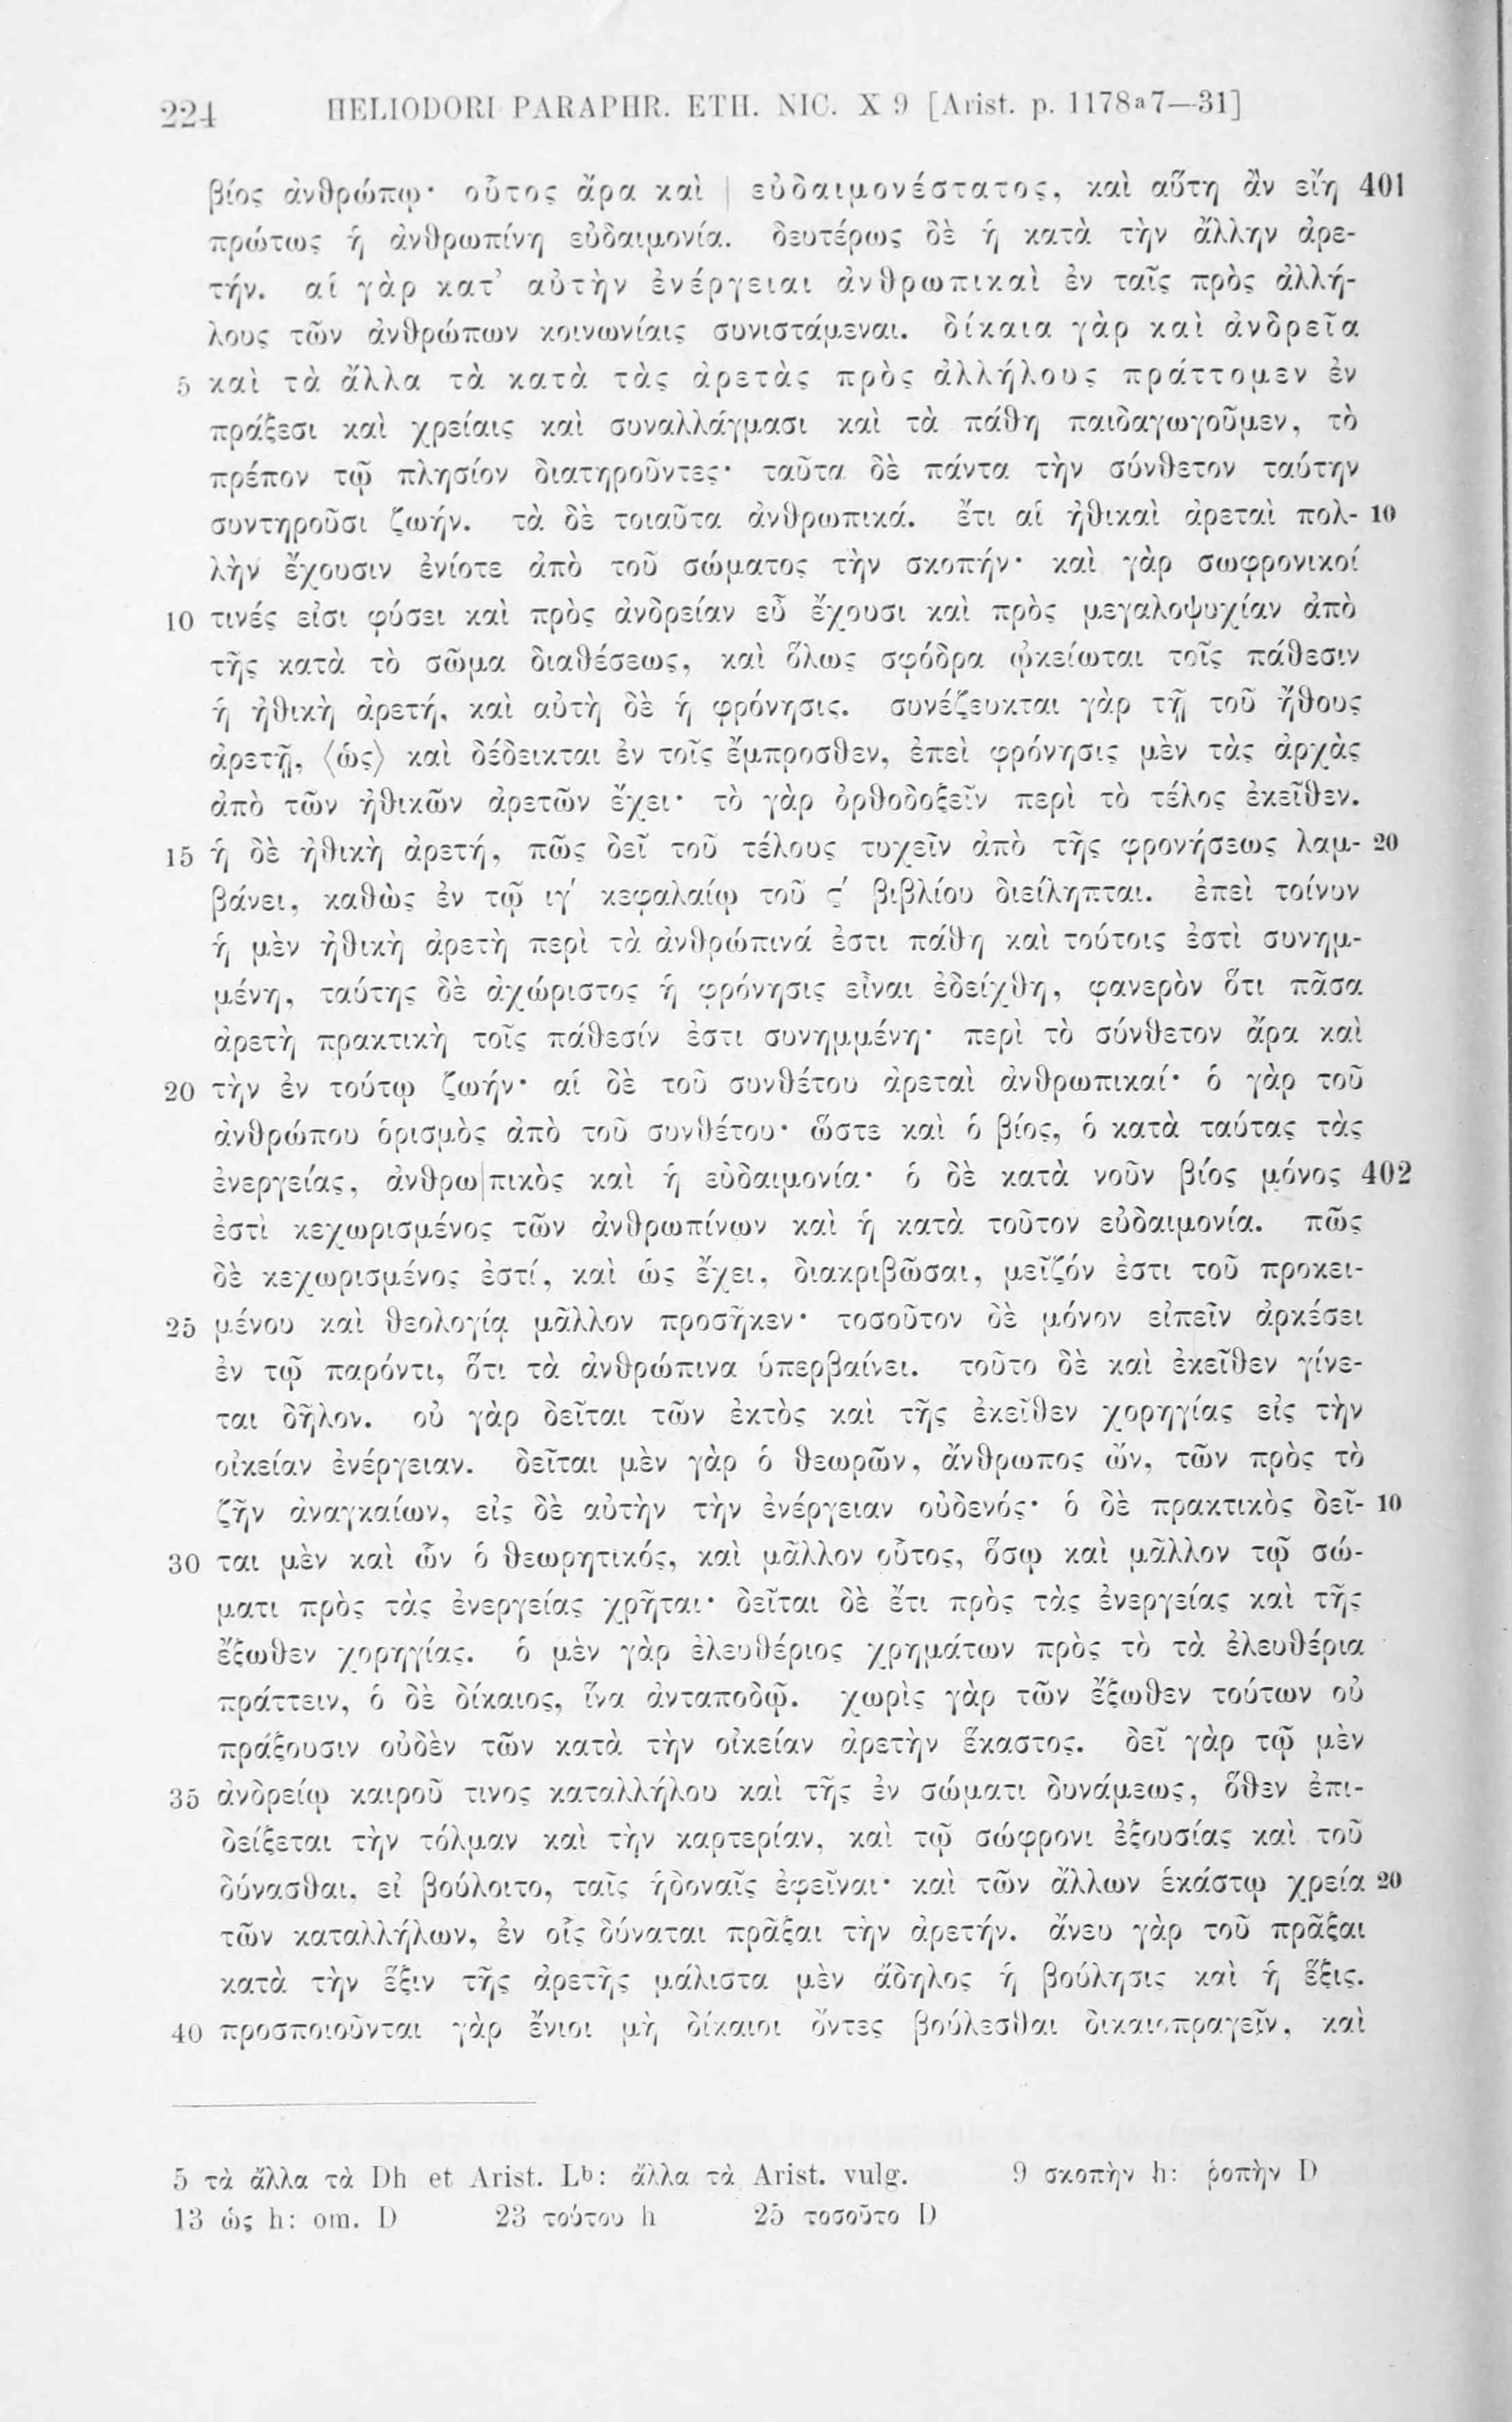 224 HELIODORI PARAPHR. ETH. NIC. X 9 [Arist. p. 1178a7—31]
βίος ἀνθρώπῳ· οὗτος ἄρα καὶ | εὐδαιμονέστατος, καὶ αὕτη ἂν εἴη 401
πρώτως ἡ ἀνθρωπίνη εὐδαιμονία. δευτέρως δὲ ἡ κατὰ τὴν ἄλλην ἀρε-
τήν. αἱ γὰρ κατ’ αὐτὴν ἐνέργειαι ἀνθρωπικαὶ ἐν ταῖς πρὸς ἀλλή-
λους τῶν ἀνθρώπων κοινωνίαις συνιστάμεναι. δίκαια γὰρ καὶ ἀνδρεῖα
5 καὶ τὰ ἄλλα τὰ κατὰ τὰς ἀρετὰς πρὸς ἀλλήλους πράττομεν ἐν
πράξεσι καὶ χρείαις καὶ συναλλάγμασι καὶ τὰ πάθη παιδαγωγοῦμεν, τὸ
πρέπον τῷ πλησίον διατηροῦντες· ταῦτα δὲ πάντα τὴν σύνθετον ταύτην
συντηροῦσι ζωήν. τὰ δὲ τοιαῦτα ἀνθρωπικά. ἔτι αἱ ἠθικαὶ ἀρεταὶ πολ- 10
λὴν ἔχουσιν ἐνίοτε ἀπὸ τοῦ σώματος τὴν σκοπήν· καὶ γὰρ σωφρονικοί
10 τινές εἰσι φύσει καὶ πρὸς ἀνδρείαν εὖ ἔχουσι καὶ πρὸς μεγαλοψυχίαν ἀπὸ
τῆς κατὰ τὸ σῶμα διαθέσεως, καὶ ὅλως σφόδρα ᾠκείωται τοῖς πάθεσιν
ἡ ἠθικὴ ἀρετή, καὶ αὐτὴ δὲ ἡ φρόνησις. συνέζευκται γὰρ τῇ τοῦ ἤθους
ἀρετῇ, ⟨ὡς⟩ καὶ δέδεικται ἐν τοῖς ἔμπροσθεν, ἐπεὶ φρόνησις μὲν τὰς ἀρχὰς
ἀπὸ τῶν ἠθικῶν ἀρετῶν ἔχει· τὸ γὰρ ὀρθοδοξεῖν περὶ τὸ τέλος ἐκεῖθεν.
15 ἡ δὲ ἠθικὴ ἀρετή, πῶς δεῖ τοῦ τέλους τυχεῖν ἀπὸ τῆς φρονήσεως λαμ- 20
βάνει, καθὼς ἐν τῷ ιγ′ κεφαλαίῳ τοῦ ς′ βιβλίου διείληπται. ἐπεὶ τοίνυν
ἡ μὲν ἠθικὴ ἀρετὴ περὶ τὰ ἀνθρώπινά ἐστι πάθη καὶ τούτοις ἐστὶ συνημ-
μένη, ταύτης δὲ ἀχώριστος ἡ φρόνησις εἶναι ἐδείχθη, φανερὸν ὅτι πᾶσα
ἀρετὴ πρακτικὴ τοῖς πάθεσίν ἐστι συνημμένη· περὶ τὸ σύνθετον ἄρα καὶ
20 τὴν ἐν τούτῳ ζωήν· αἱ δὲ τοῦ συνθέτου ἀρεταὶ ἀνθρωπικαί· ὁ γὰρ τοῦ
ἀνθρώπου ὁρισμὸς ἀπὸ τοῦ συνθέτου· ὥστε καὶ ὁ βίος, ὁ κατὰ ταύτας τὰς
ἐνεργείας, ἀνθρω|πικὸς καὶ ἡ εὐδαιμονία· ὁ δὲ κατὰ νοῦν βίος μόνος 402
ἐστὶ κεχωρισμένος τῶν ἀνθρωπίνων καὶ ἡ κατὰ τοῦτον εὐδαιμονία. πῶς
δὲ κεχωρισμένος ἐστί, καὶ ὡς ἔχει, διακριβῶσαι, μεῖζόν ἐστι τοῦ προκει-
25 μένου καὶ θεολογίᾳ μᾶλλον προσῆκεν· τοσοῦτον δὲ μόνον εἰπεῖν ἀρκέσει
ἐν τῷ παρόντι, ὅτι τὰ ἀνθρώπινα ὑπερβαίνει. τοῦτο δὲ καὶ ἐκεῖθεν γίνε-
ται δῆλον. οὐ γὰρ δεῖται τῶν ἐκτὸς καὶ τῆς ἐκεῖθεν χορηγίας εἰς τὴν
οἰκείαν ἐνέργειαν. δεῖται μὲν γὰρ ὁ θεωρῶν, ἄνθρωπος ὤν, τῶν πρὸς τὸ
ζῆν ἀναγκαίων, εἰς δὲ αὐτὴν τὴν ἐνέργειαν οὐδενός· ὁ δὲ πρακτικὸς δεῖ- 10
30 ται μὲν καὶ ὧν ὁ θεωρητικός, καὶ μᾶλλον οὗτος, ὅσῳ καὶ μᾶλλον τῷ σώ-
ματι πρὸς τὰς ἐνεργείας χρῆται· δεῖται δὲ ἔτι πρὸς τὰς ἐνεργείας καὶ τῆς
ἔξωθεν χορηγίας. ὁ μὲν γὰρ ἐλευθέριος χρημάτων πρὸς τὸ τὰ ἐλευθέρια
πράττειν, ὁ δὲ δίκαιος, ἵνα ἀνταποδῷ. χωρὶς γὰρ τῶν ἔξωθεν τούτων οὐ
πράξουσιν οὐδὲν τῶν κατὰ τὴν οἰκείαν ἀρετὴν ἕκαστος. δεῖ γὰρ τῷ μὲν
35 ἀνδρείῳ καιροῦ τινος καταλλήλου καὶ τῆς ἐν σώματι δυνάμεως, ὅθεν ἐπι-
δείξεται τὴν τόλμαν καὶ τὴν καρτερίαν, καὶ τῷ σώφρονι ἐξουσίας καὶ τοῦ
δύνασθαι, εἰ βούλοιτο, ταῖς ἡδοναῖς ἐφεῖναι· καὶ τῶν ἄλλων ἑκάστῳ χρεία 20
τῶν καταλλήλων, ἐν οἷς δύναται πρᾶξαι τὴν ἀρετήν. ἄνευ γὰρ τοῦ πρᾶξαι
κατὰ τὴν ἕξιν τῆς ἀρετῆς μάλιστα μὲν ἄδηλος ἡ βούλησις καὶ ἡ ἕξις.
40 προσποιοῦνται γὰρ ἔνιοι μὴ δίκαιοι ὄντες βούλεσθαι δικαιοπραγεῖν, καὶ
5 τὰ ἄλλα τὰ Dh et Arist. Lb: ἄλλα τὰ Arist. vulg. 9 σκοπὴν h: ῥοπὴν D
13 ὡς h: om. D 23 τούτου h 25 τοσοῦτο D